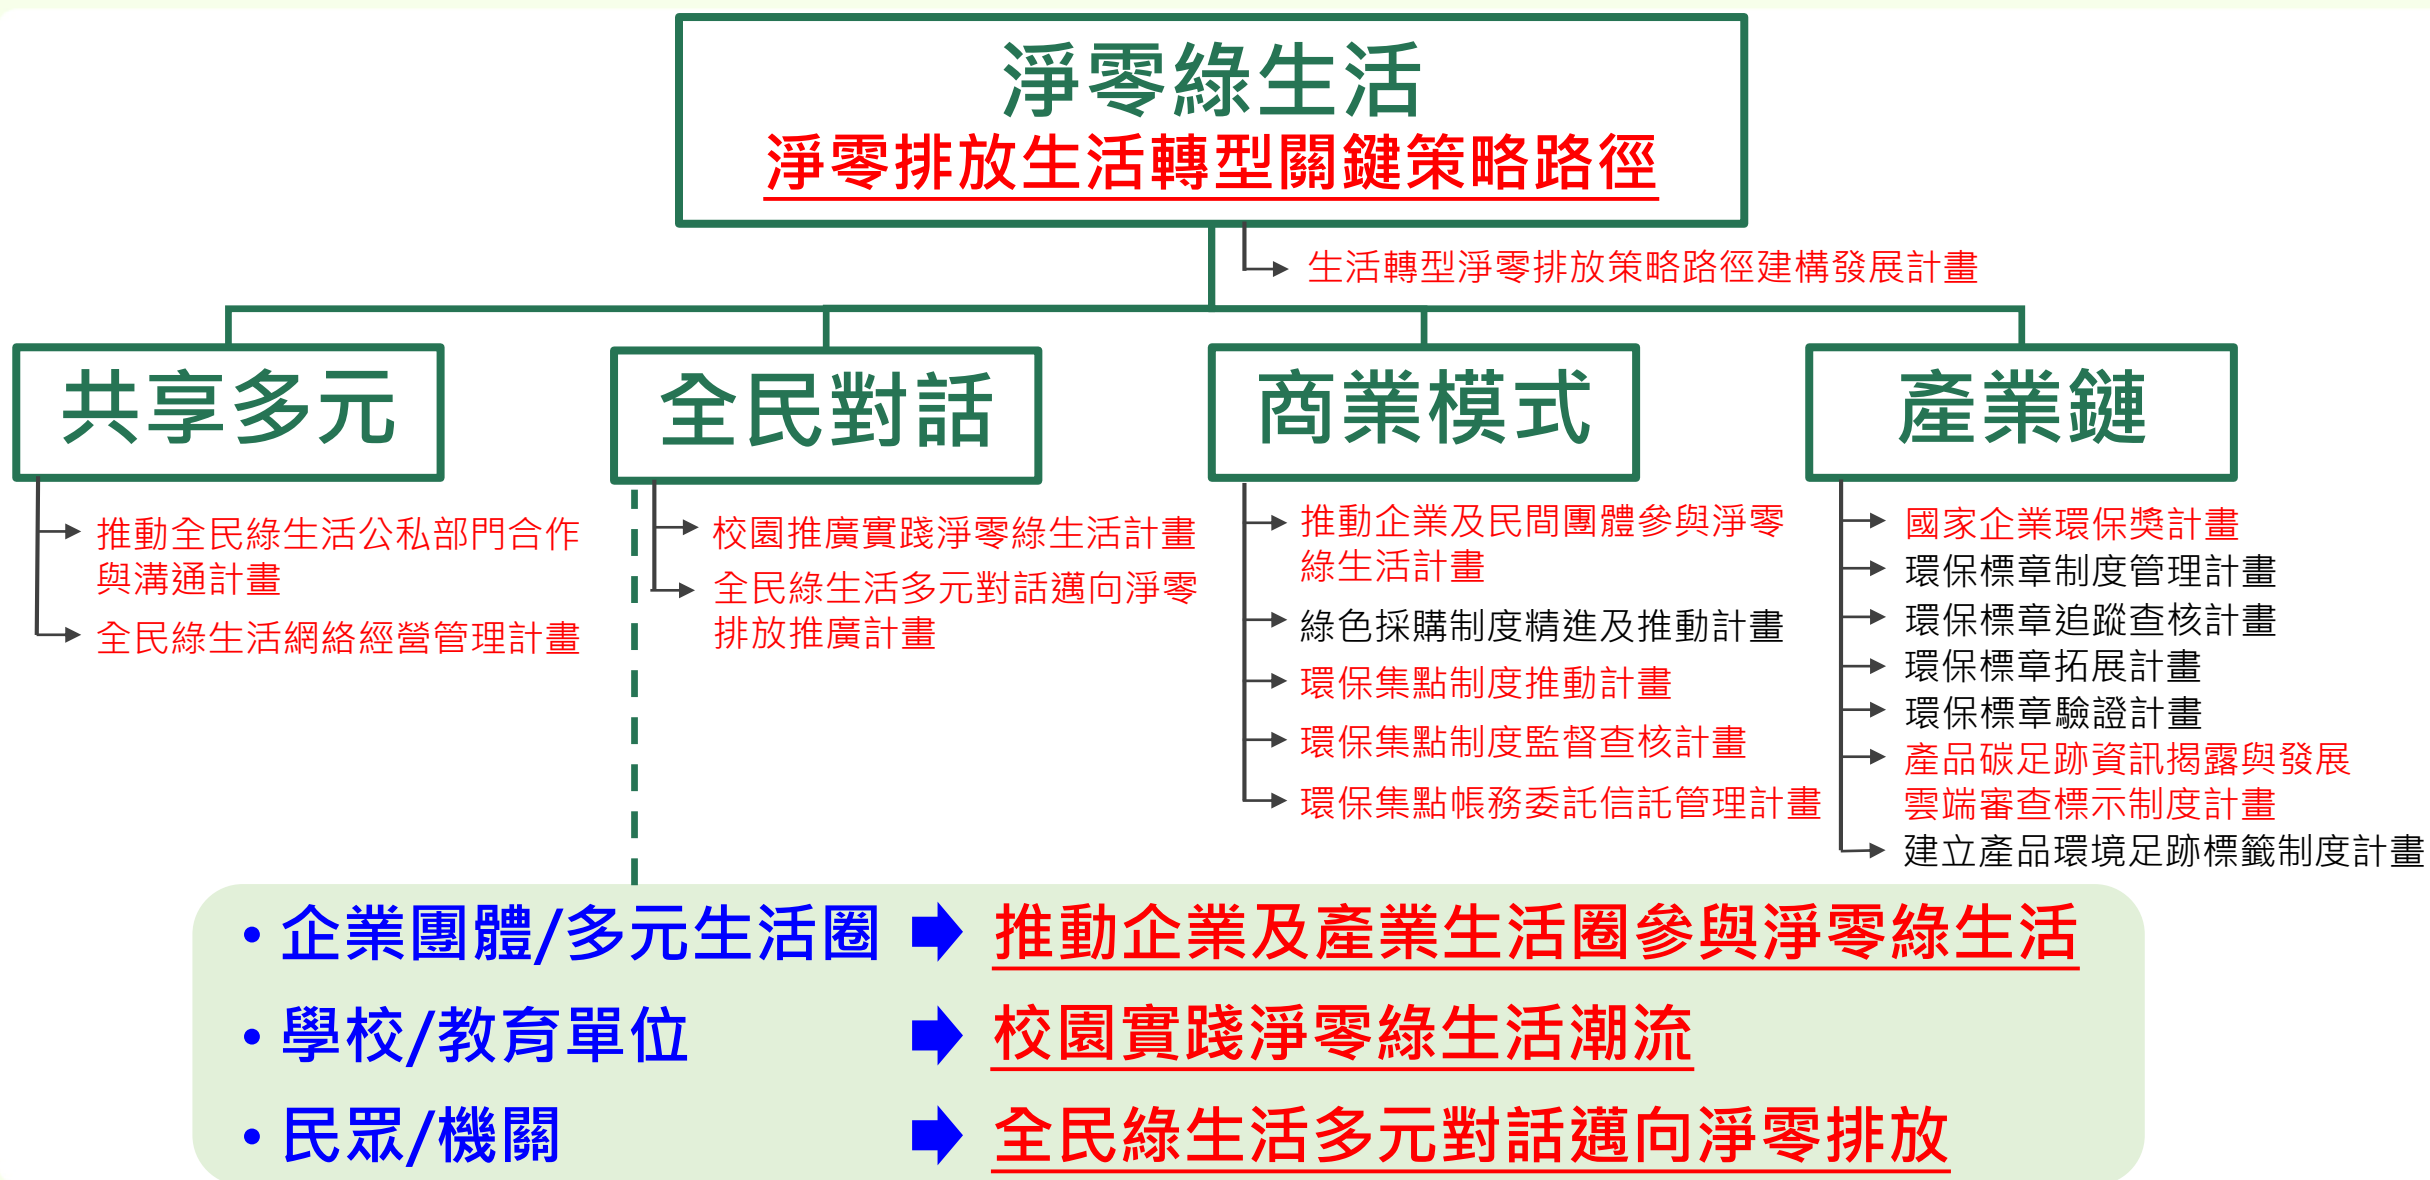 淨零綠生活
淨零排放生活轉型關鍵策略路徑
生活轉型淨零排放策略路徑建構發展計畫
共享多元
推動全民綠生活公私部門合作
與溝通計畫
全民綠生活網絡經營管理計畫
全民對話
校園推廣實踐淨零綠生活計畫
全民綠生活多元對話邁向淨零
排放推廣計畫
商業模式
推動企業及民間團體參與淨零
綠生活計畫
綠色採購制度精進及推動計畫
環保集點制度推動計畫
環保集點制度監督查核計畫
環保集點帳務委託信託管理計畫
產業鏈
國家企業環保獎計畫
環保標章制度管理計畫
環保標章追蹤查核計畫
環保標章拓展計畫
環保標章驗證計畫
產品碳足跡資訊揭露與發展
雲端審查標示制度計畫
建立產品環境足跡標籤制度計畫
• 企業團體/多元生活圈 推動企業及產業生活圈參與淨零綠生活
• 學校/教育單位 校園實踐淨零綠生活潮流
• 民眾/機關 全民綠生活多元對話邁向淨零排放